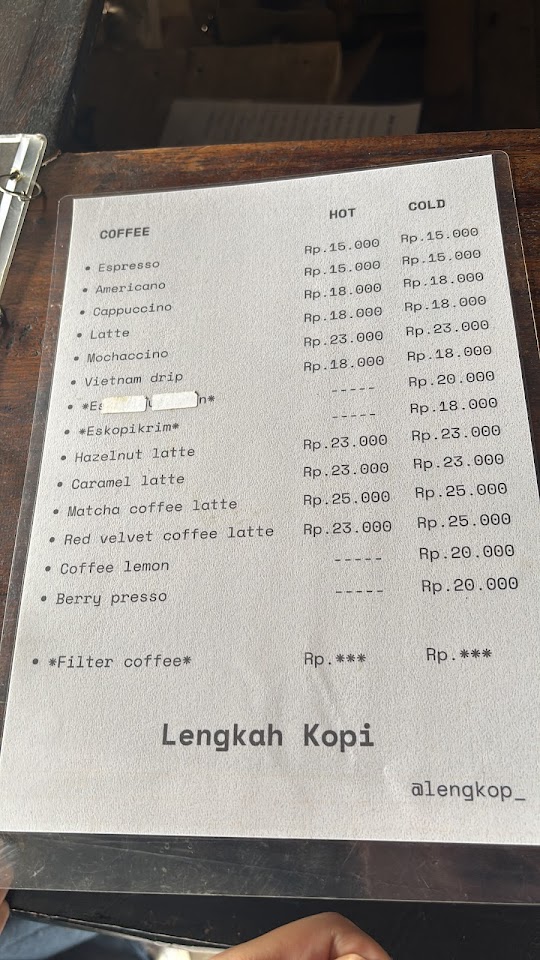 COFFEE HOT COLD
• Espresso Rp.15.000 Rp.15.000
• Americano Rp.15.000 Rp.15.000
• Cappuccino Rp.18.000 Rp.18.000
• Latte Rp.18.000 Rp.18.000
• Mochaccino Rp.23.000 Rp.23.000
• Vietnam drip Rp.18.000 Rp.18.000
• ----- Rp.20.000
• *Eskopikrim* ----- Rp.18.000
• Hazelnut latte Rp.23.000 Rp.23.000
• Caramel latte Rp.23.000 Rp.23.000
• Matcha coffee latte Rp.25.000 Rp.25.000
• Red velvet coffee latte Rp.23.000 Rp.25.000
• Coffee lemon ----- Rp.20.000
• Berry presso ----- Rp.20.000
• *Filter coffee* Rp.*** Rp.***
Lengkah Kopi
@lengkop_